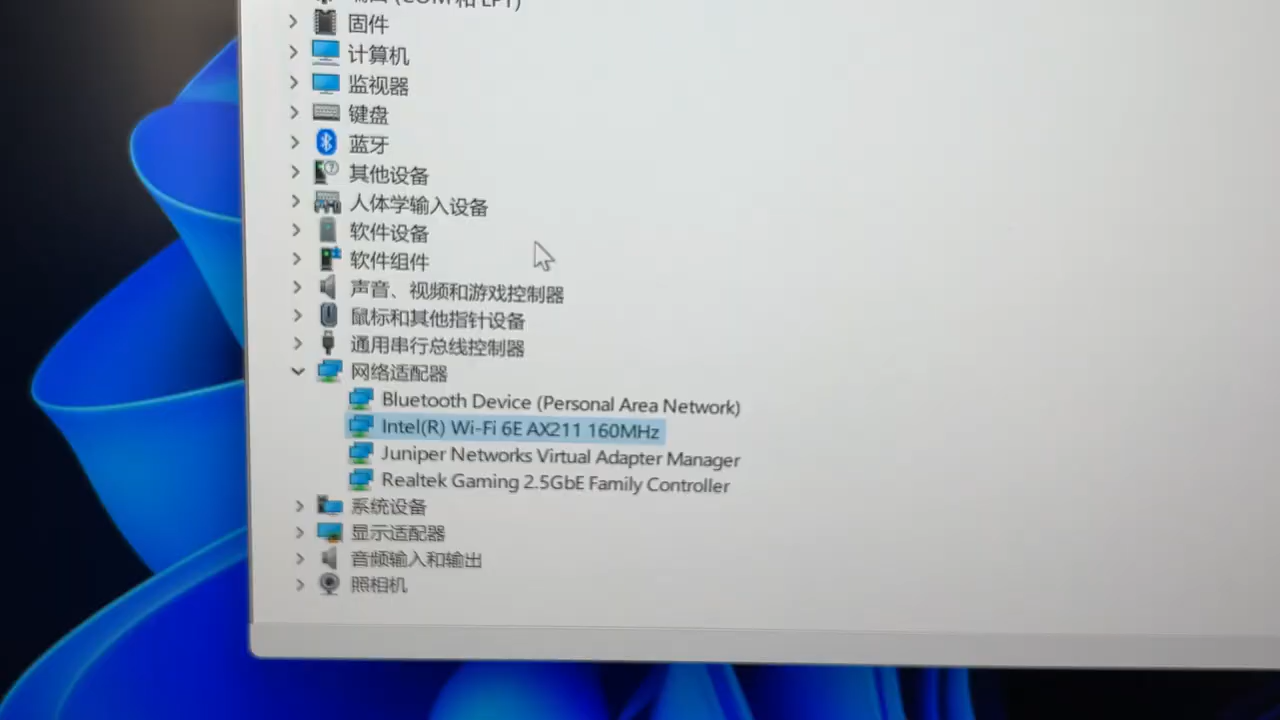 端口 (COM 和 LPT)
固件
计算机
监视器
键盘
蓝牙
其他设备
人体学输入设备
软件设备
软件组件
声音、视频和游戏控制器
鼠标和其他指针设备
通用串行总线控制器
网络适配器
Bluetooth Device (Personal Area Network)
Intel(R) Wi-Fi 6E AX211 160MHz
Juniper Networks Virtual Adapter Manager
Realtek Gaming 2.5GbE Family Controller
系统设备
显示适配器
音频输入和输出
照相机